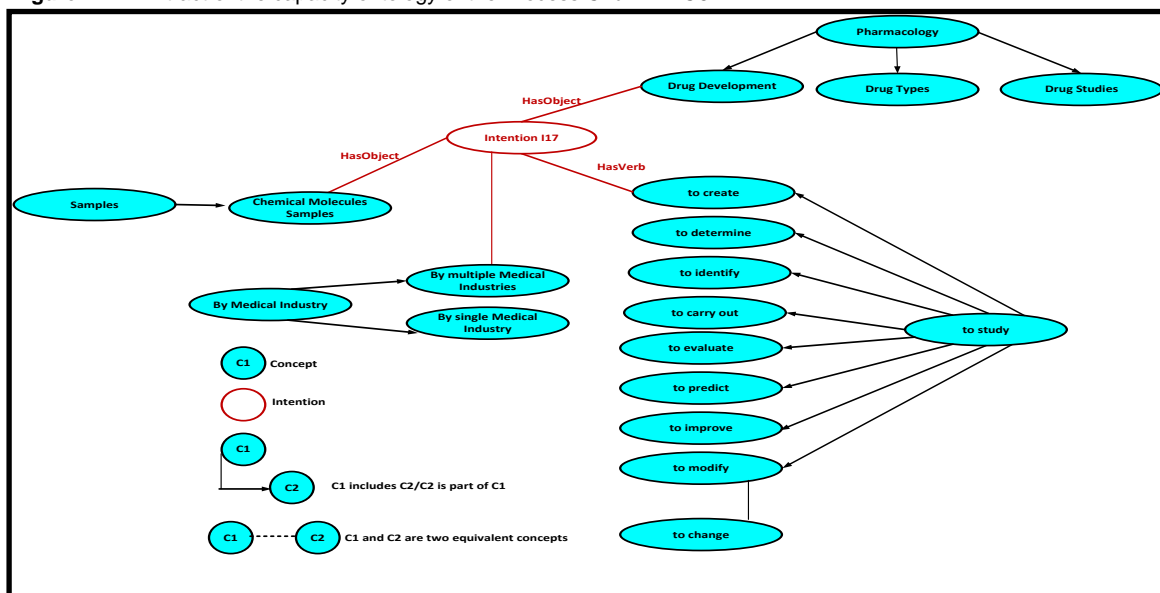 Pharmacology
Drug Development
Drug Types
Drug Studies
HasObject
Intention I17
HasObject
HasVerb
Samples
Chemical Molecules
Samples
to create
to determine
to identify
to carry out
to evaluate
to predict
to improve
to modify
to change
to study
By Medical Industry
By multiple Medical
Industries
By single Medical
Industry
C1
Concept
Intention
C1
C2
C1 includes C2/C2 is part of C1
C1
C2
C1 and C2 are two equivalent concepts